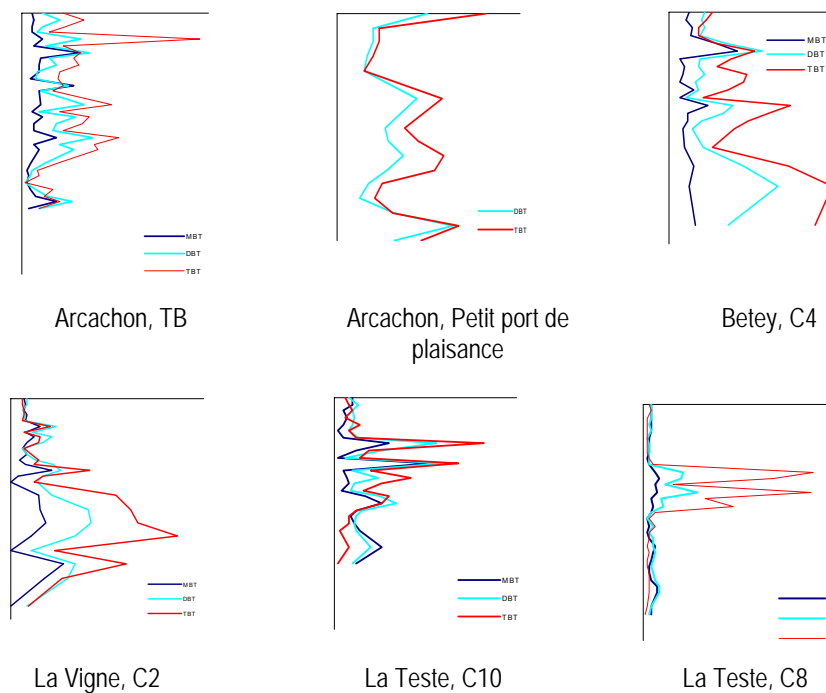 MBT
DBT
TBT
DBT
TBT
MBT
DBT
TBT
Arcachon, TB
Arcachon, Petit port de
plaisance
Betey, C4
MBT
DBT
TBT
MBT
DBT
TBT
La Vigne, C2
La Teste, C10
La Teste, C8